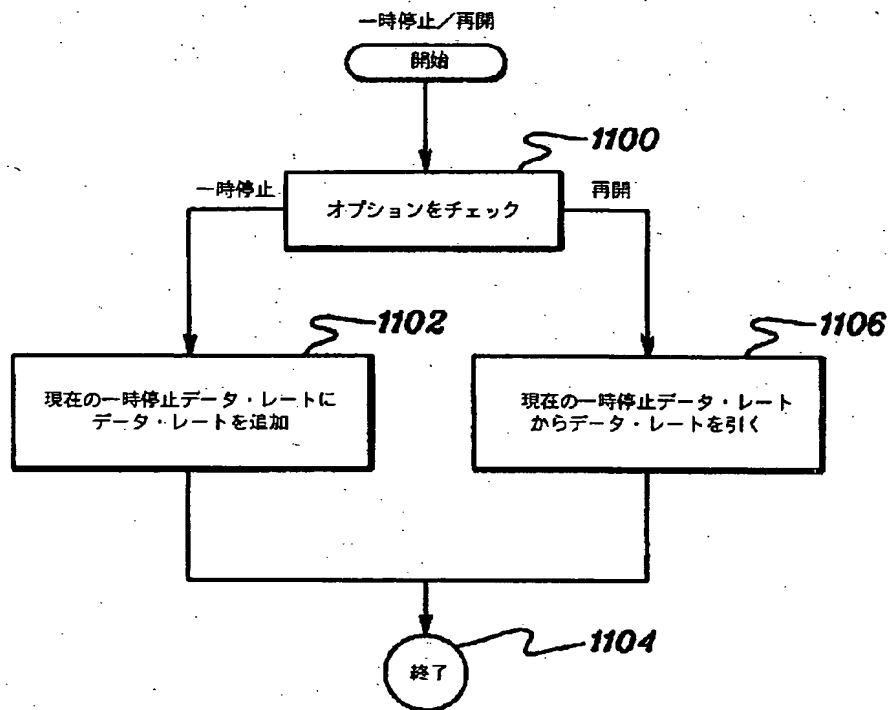 一時停止／再開
開始
1100
一時停止
オプションをチェック
再開
1102
1106
現在の一時停止データ・レートに
データ・レートを追加
現在の一時停止データ・レート
からデータ・レートを引く
1104
終了